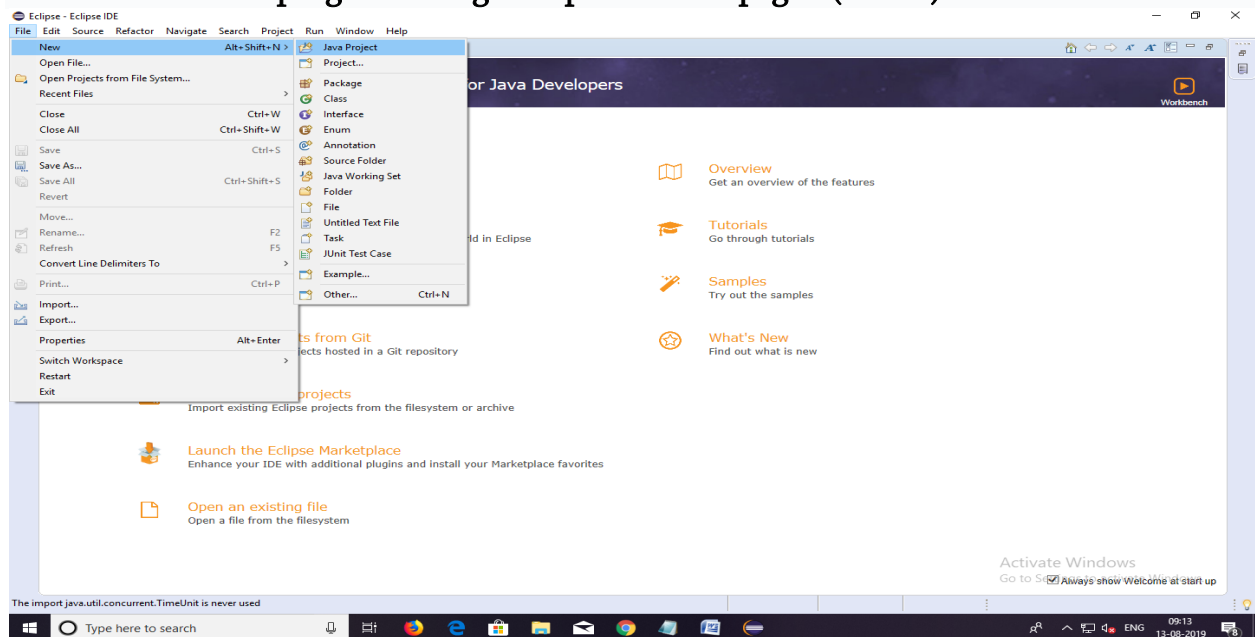 Eclipse - Eclipse IDE
File Edit Source Refactor Navigate Search Project Run Window Help
New Alt+Shift+N >
Open File...
Open Projects from File System...
Recent Files >
Close Ctrl+W
Close All Ctrl+Shift+W
Save Ctrl+S
Save As...
Save All Ctrl+Shift+S
Revert
Move...
Rename... F2
Refresh F5
Convert Line Delimiters To >
Print... Ctrl+P
Import...
Export...
Properties Alt+Enter
Switch Workspace >
Restart
Exit
Java Project
Project...
Package
Class
Interface
Enum
Annotation
Source Folder
Java Working Set
Folder
File
Untitled Text File
Task
JUnit Test Case
Example...
Other... Ctrl+N
or Java Developers
Workbench
ld in Eclipse
ts from Git
jects hosted in a Git repository
projects
Import existing Eclipse projects from the filesystem or archive
Launch the Eclipse Marketplace
Enhance your IDE with additional plugins and install your Marketplace favorites
Open an existing file
Open a file from the filesystem
Overview
Get an overview of the features
Tutorials
Go through tutorials
Samples
Try out the samples
What's New
Find out what is new
Activate Windows
Go to Se
Always show Welcome at start up
The import java.util.concurrent.TimeUnit is never used
Type here to search
ENG
09:13
13-08-2019
8